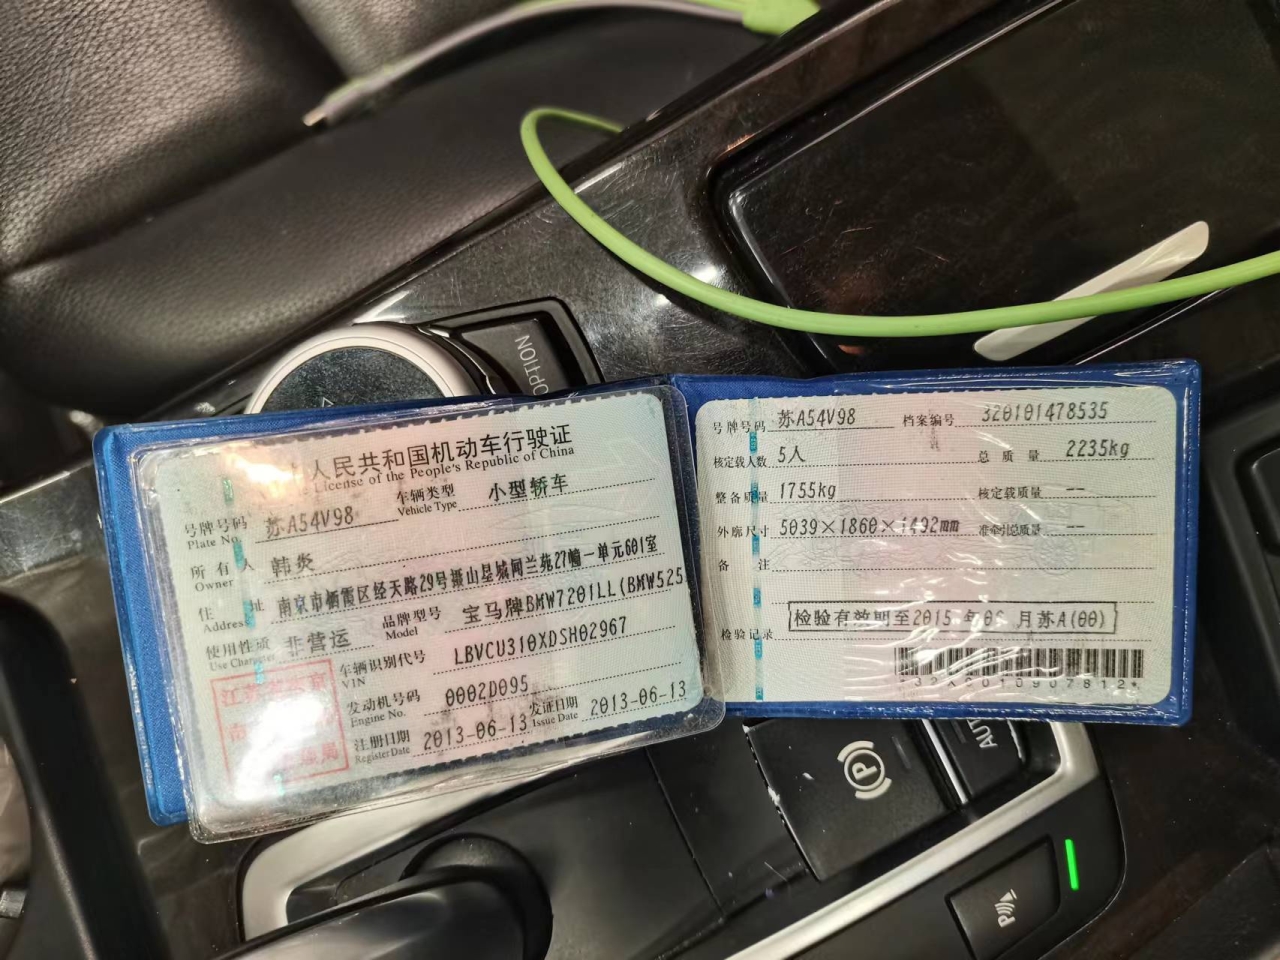 人民共和国机动车行驶证
License of the People's Republic of China
号牌号码 苏A54V98 车辆类型 小型轿车
Plate No. Vehicle Type
所有人 韩炎
Owner
住址 南京市栖霞区经天路29号摄山星城网兰苑27幢一单元601室
Address
使用性质 非营运 品牌型号 宝马牌BMW7201LL(BMW525
Use Character Model
车辆识别代号 LBVCU310XDSH02967
VIN
发动机号码 0002D095
Engine No.
注册日期 2013-06-13 发证日期 2013-06-13
Register Date Issue Date
江苏
市
局
号牌号码 苏A54V98 档案编号 320101478535
核定载人数 5人 总质量 2235kg
整备质量 1755kg 核定载质量 --
外廓尺寸 5039×1860×1492mm 准牵引总质量 --
备注
检验有效期至2015年06月苏A(00)
检验记录
OPTION
AUT
P
P